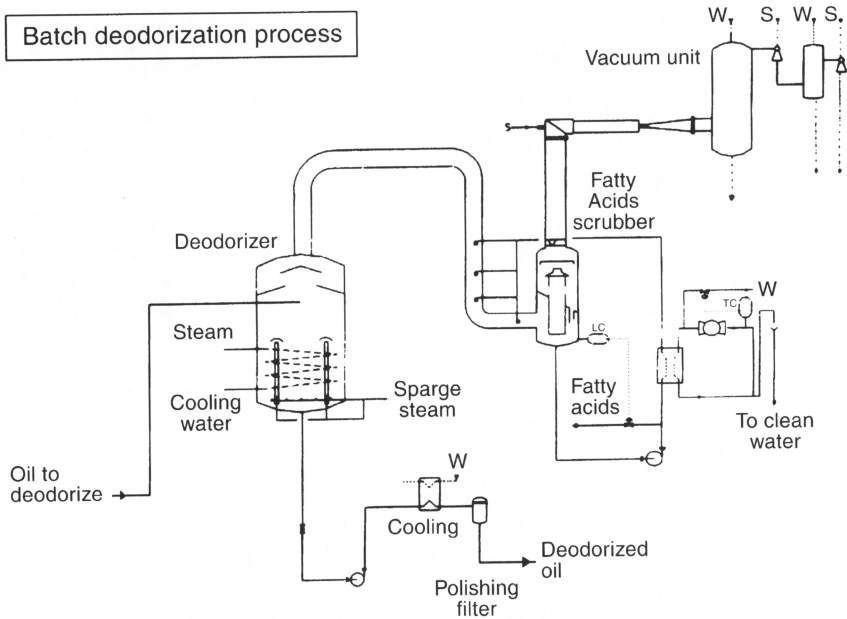 Batch deodorization process
W S W S
Vacuum unit
S
Fatty
Acids
scrubber
Deodorizer
W
TC
Steam
LC
Cooling
water
Sparge
steam
Fatty
acids
To clean
water
Oil to
deodorize
W
Cooling
Deodorized
oil
Polishing
filter